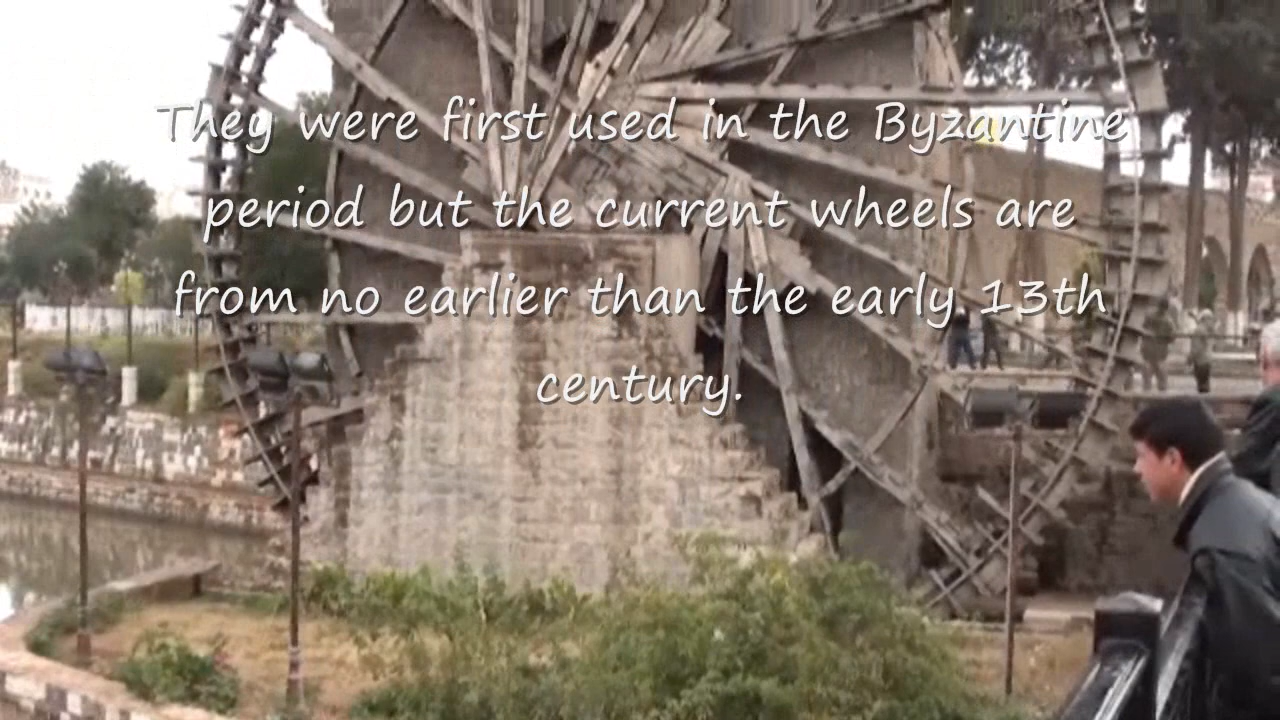 They were first used in the Byzantine
period but the current wheels are
from no earlier than the early 13th
century.